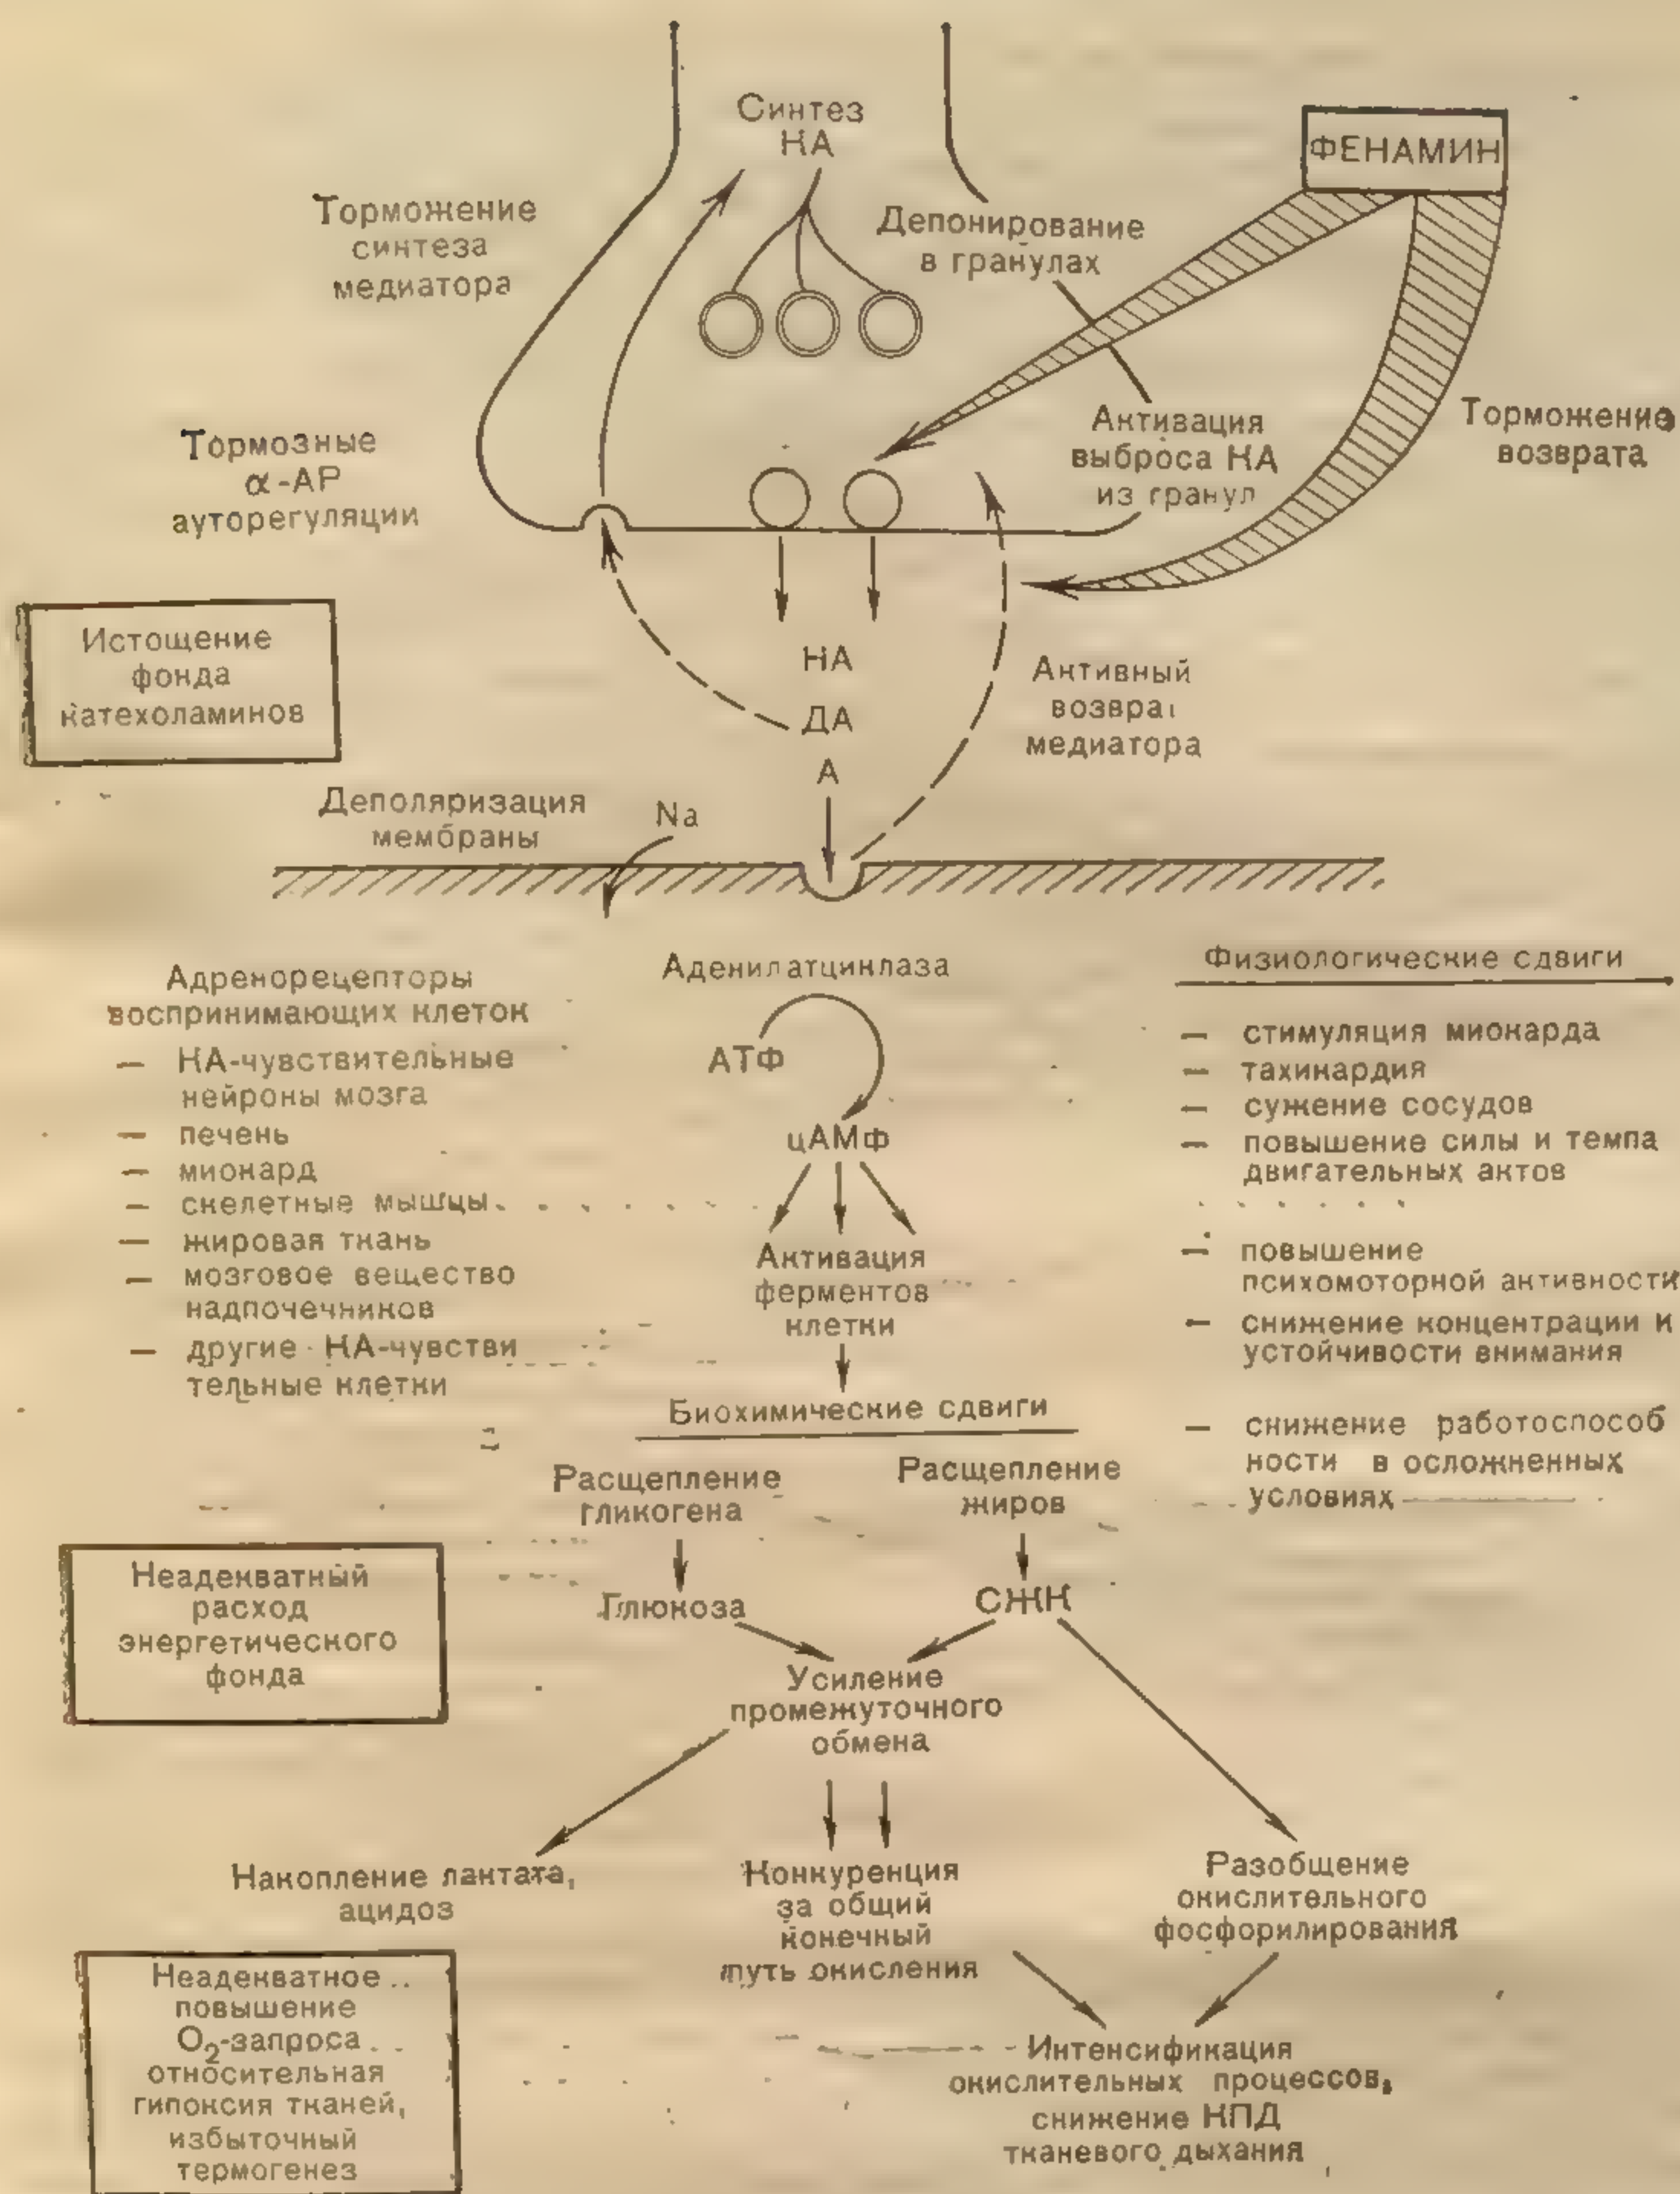 Синтез
НА
ФЕНАМИН
Торможение
синтеза
медиатора
Депонирование
в гранулах
Тормозные
α-АР
ауторегуляции
Активация
выброса НА
из гранул
Торможение
возврата
Истощение
фонда
катехоламинов
НА
ДА
А
Активный
возврат
медиатора
Деполяризация
мембраны
Na
Адренорецепторы
воспринимающих клеток
— НА-чувствительные
нейроны мозга
— печень
— миокард
— скелетные мышцы
— жировая ткань
— мозговое вещество
надпочечников
— другие НА-чувстви
тельные клетки
Аденилатциклаза
АТФ
цАМФ
Активация
ферментов
клетки
Биохимические сдвиги
Физиологические сдвиги
— стимуляция миокарда
— тахикардия
— сужение сосудов
— повышение силы и темпа
двигательных актов
— повышение
психомоторной активности
— снижение концентрации и
устойчивости внимания
— снижение работоспособ
ности в осложненных
условиях
Расщепление
гликогена
Расщепление
жиров
Глюкоза
СЖК
Неадекватный
расход
энергетического
фонда
Усиление
промежуточного
обмена
Накопление лактата,
ацидоз
Конкуренция
за общий
конечный
путь окисления
Разобщение
окислительного
фосфорилирования
Неадекватное
повышение
О₂-запроса
относительная
гипоксия тканей,
избыточный
термогенез
Интенсификация
окислительных процессов,
снижение КПД
тканевого дыхания